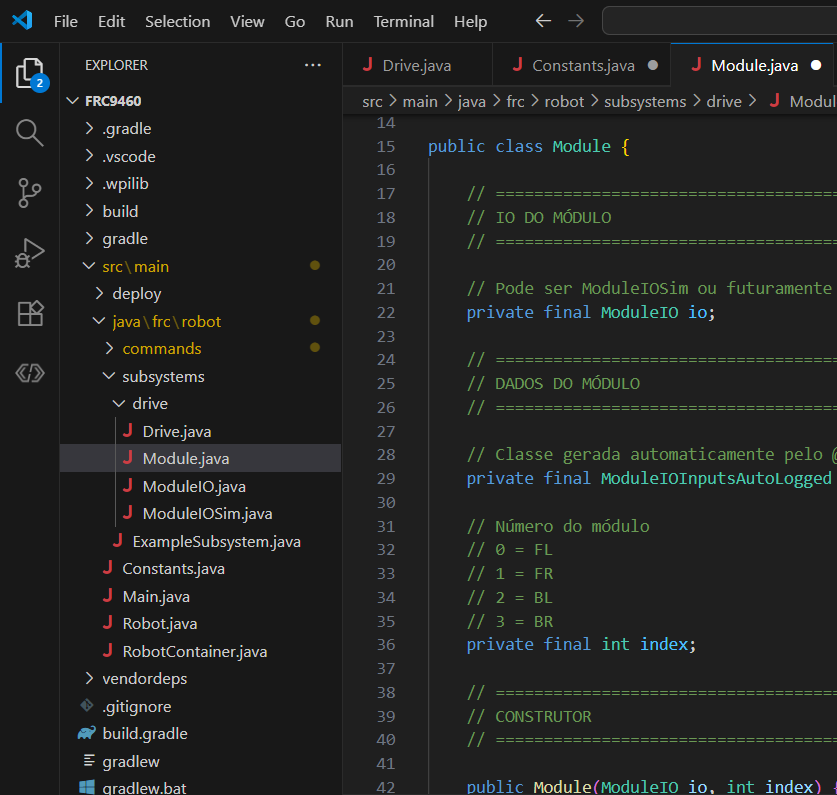 File Edit Selection View Go Run Terminal Help
2
EXPLORER
FRC9460
.gradle
.vscode
.wpilib
build
gradle
src\main
deploy
java\frc\robot
commands
subsystems
drive
Drive.java
Module.java
ModuleIO.java
ModuleIOSim.java
ExampleSubsystem.java
Constants.java
Main.java
Robot.java
RobotContainer.java
vendordeps
.gitignore
build.gradle
gradlew
gradlew.bat
Drive.java Constants.java Module.java
src > main > java > frc > robot > subsystems > drive > J Modul
14
15 public class Module {
16
17 // ====================================
18 // IO DO MÓDULO
19 // ====================================
20
21 // Pode ser ModuleIOSim ou futuramente
22 private final ModuleIO io;
23
24 // ====================================
25 // DADOS DO MÓDULO
26 // ====================================
27
28 // Classe gerada automaticamente pelo @
29 private final ModuleIOInputsAutoLogged
30
31 // Número do módulo
32 // 0 = FL
33 // 1 = FR
34 // 2 = BL
35 // 3 = BR
36 private final int index;
37
38 // ====================================
39 // CONSTRUTOR
40 // ====================================
41
42 public Module(ModuleIO io, int index) {